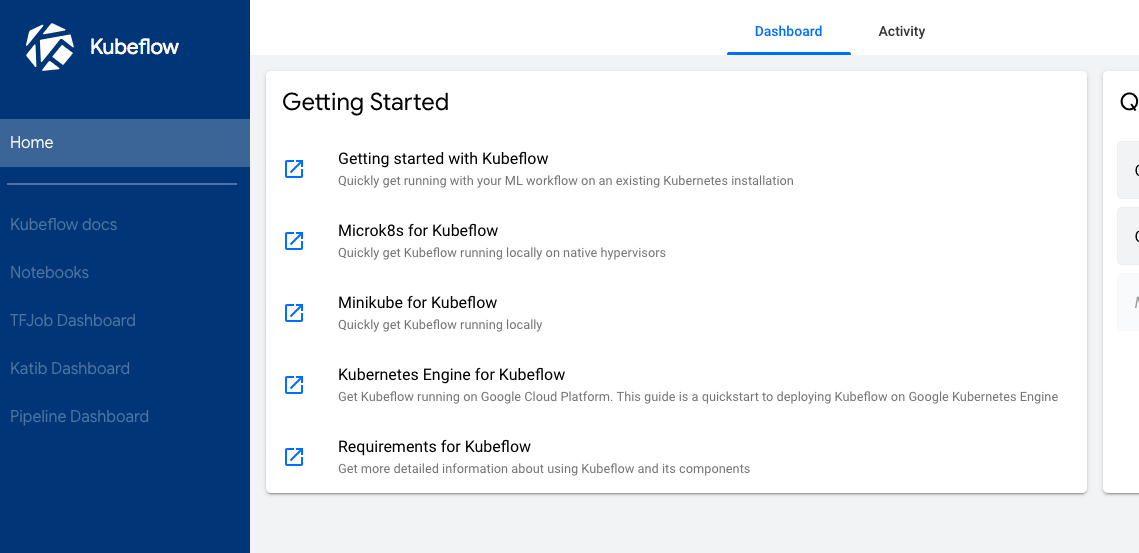 Kubeflow
Home
Kubeflow docs
Notebooks
TFJob Dashboard
Katib Dashboard
Pipeline Dashboard
Dashboard
Activity
Getting Started
Getting started with Kubeflow
Quickly get running with your ML workflow on an existing Kubernetes installation
Microk8s for Kubeflow
Quickly get Kubeflow running locally on native hypervisors
Minikube for Kubeflow
Quickly get Kubeflow running locally
Kubernetes Engine for Kubeflow
Get Kubeflow running on Google Cloud Platform. This guide is a quickstart to deploying Kubeflow on Google Kubernetes Engine
Requirements for Kubeflow
Get more detailed information about using Kubeflow and its components